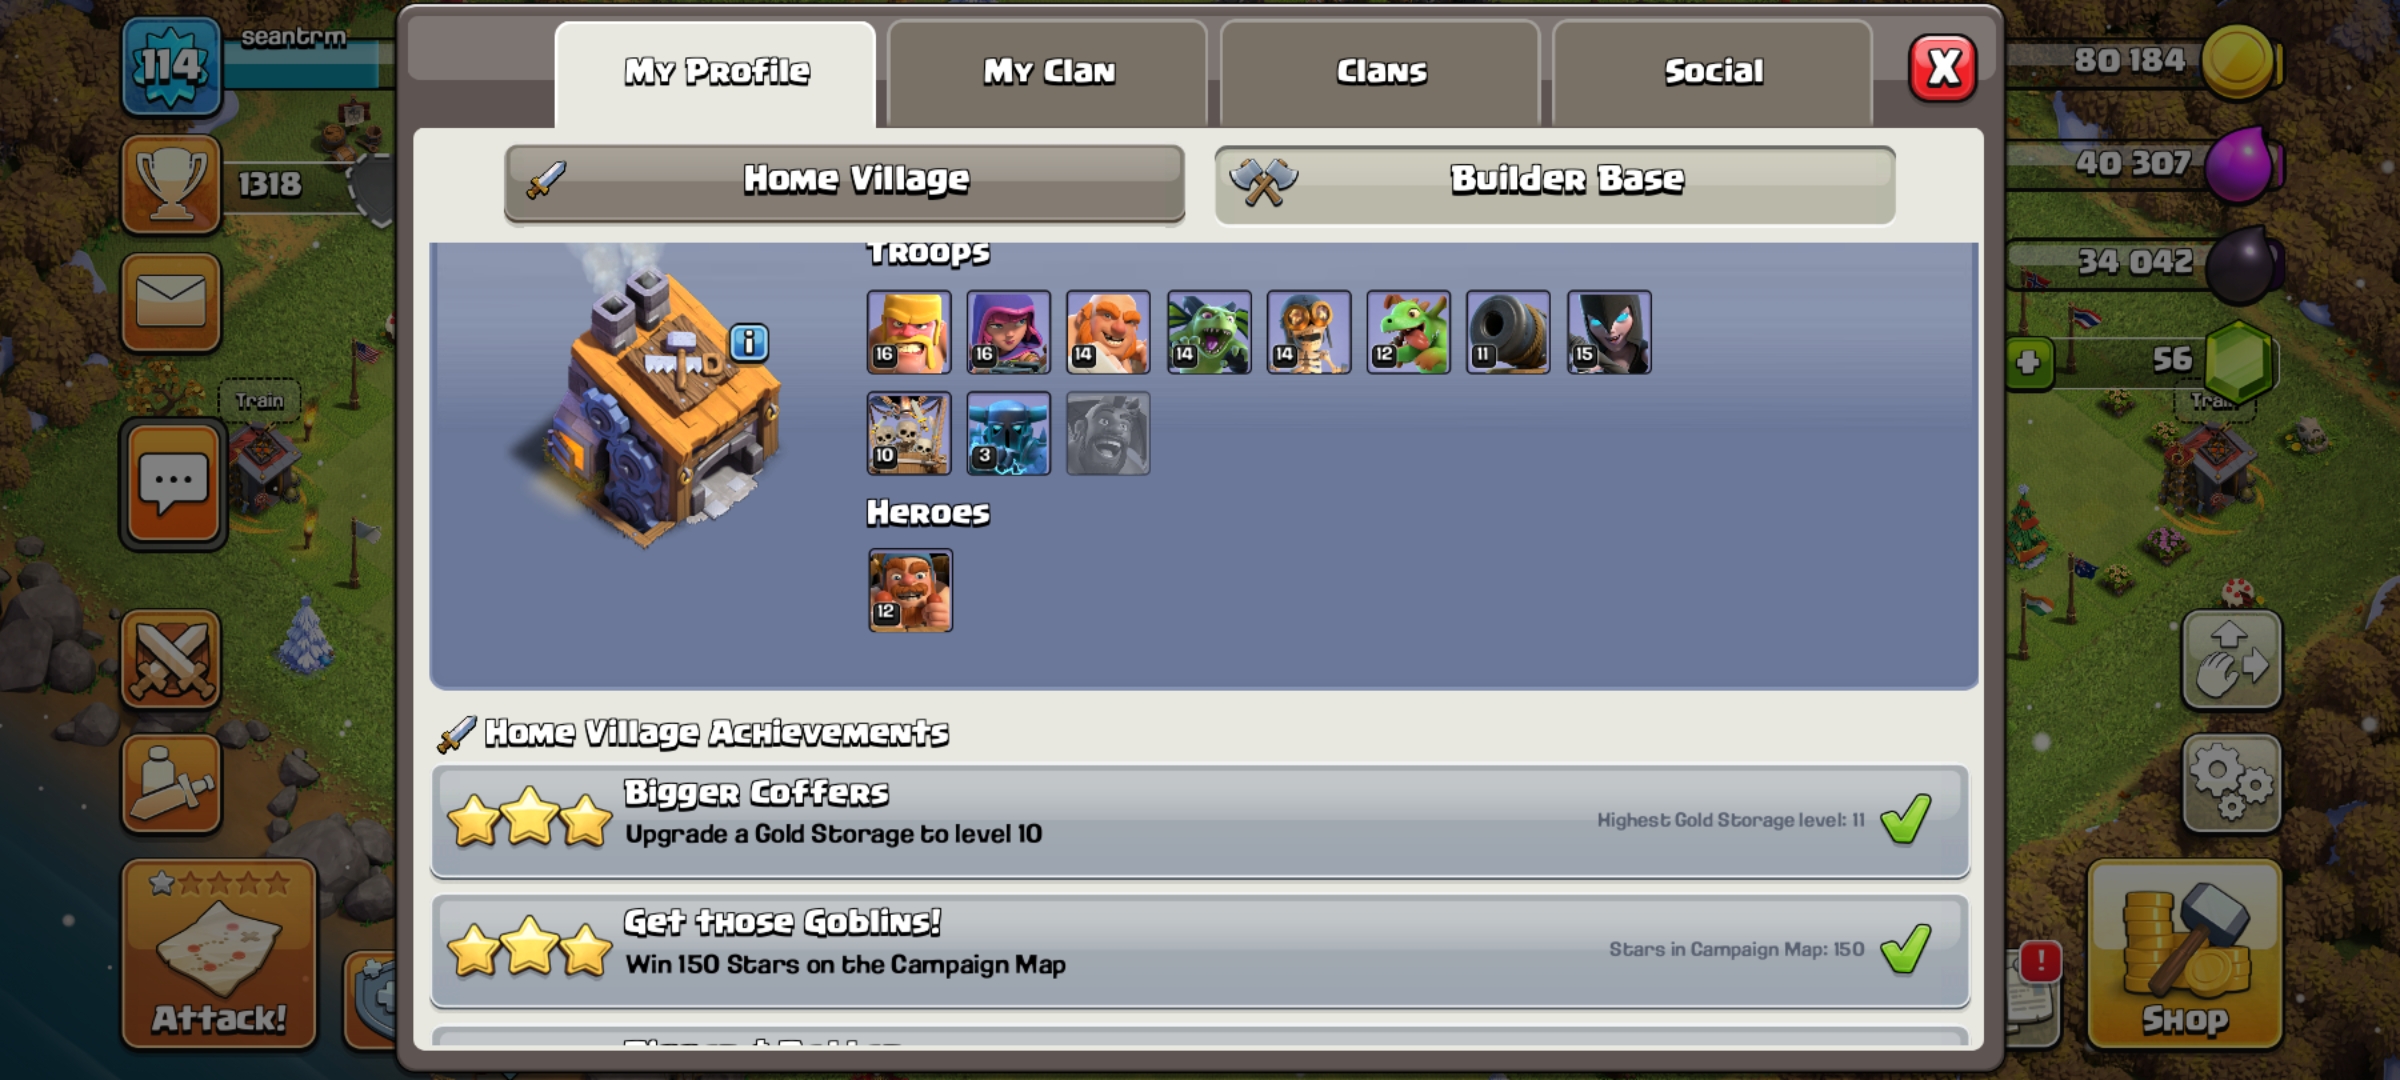 114
seantrm
My Profile
My Clan
Clans
Social
X
80 184
1318
Home Village
Builder Base
40 307
34 042
56
Troops
16
16
14
14
14
12
11
15
10
3
Train
Heroes
12
Home Village Achievements
Bigger Coffers
Upgrade a Gold Storage to level 10
Highest Gold Storage level: 11
Get those Goblins!
Win 150 Stars on the Campaign Map
Stars in Campaign Map: 150
Attack!
!
Shop